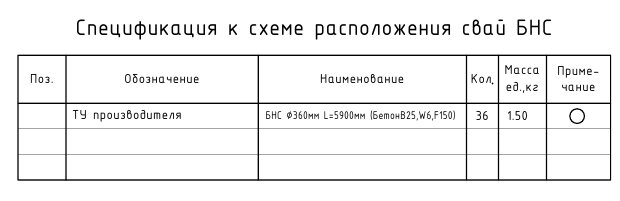 Спецификация к схеме расположения свай БНС
Поз. Обозначение Наименование Кол. Масса ед.,кг Приме-чание
ТУ производителя БНС Ф360мм L=5900мм (БетонВ25,W6,F150) 36 1.50